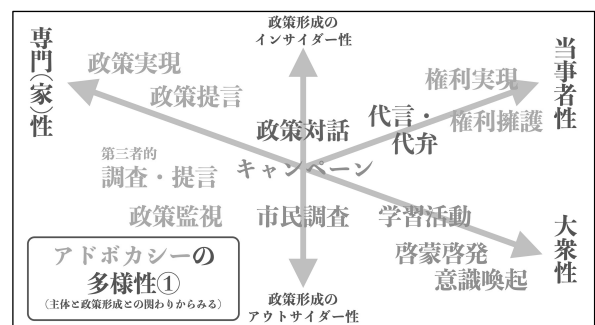 政策形成の
インサイダー性
専門（家）性
当事者性
政策実現
政策提言
権利実現
権利擁護
代言・
代弁
政策対話
キャンペーン
第三者的
調査・提言
政策監視
市民調査
学習活動
啓蒙啓発
意識喚起
大衆性
アドボカシーの
多様性①
（主体と政策形成との関わりからみる）
政策形成の
アウトサイダー性